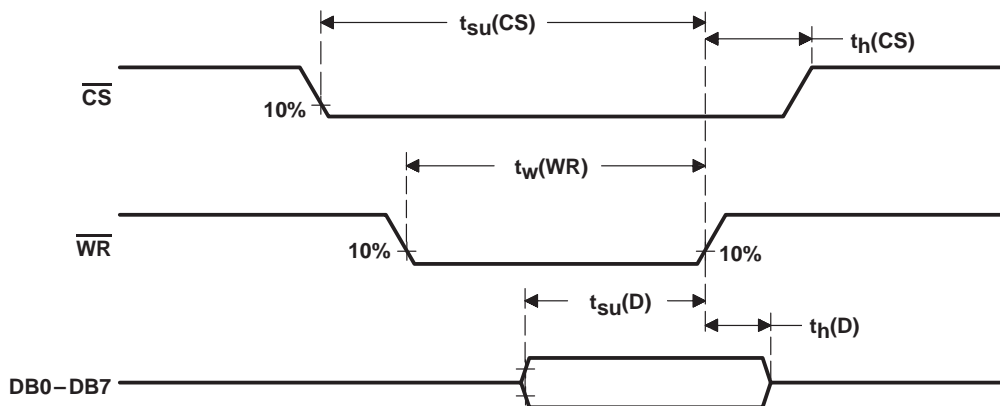 tsu(CS)
th(CS)
CS
10%
tw(WR)
WR
10%
10%
tsu(D)
th(D)
DB0–DB7